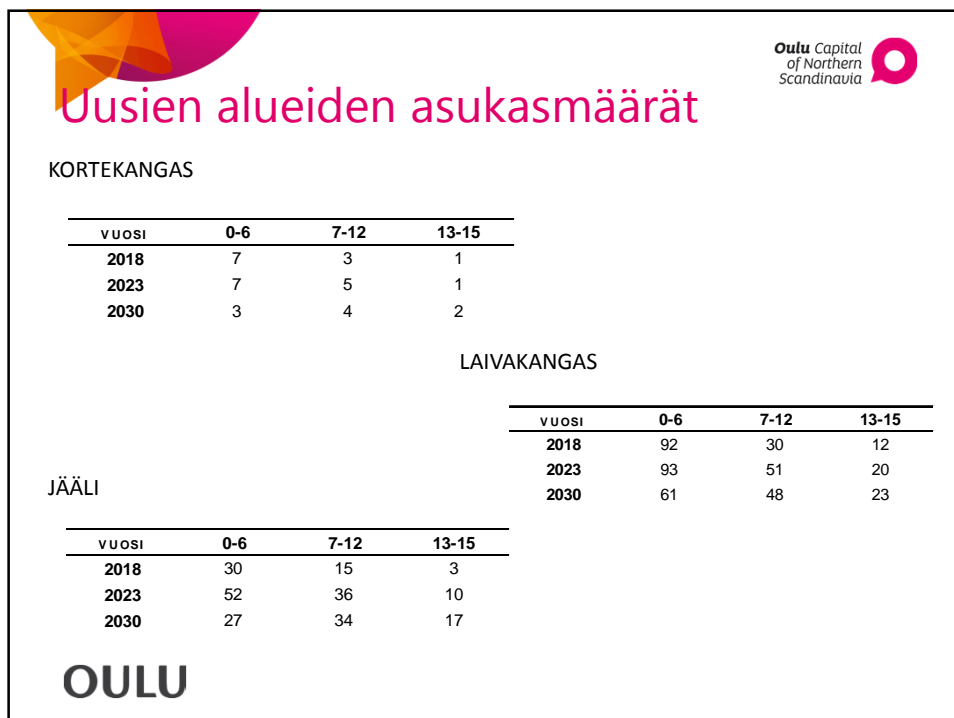 Oulu Capital
of Northern
Scandinavia
Uusien alueiden asukasmäärät
KORTEKANGAS
VUOSI 0-6 7-12 13-15
2018 7 3 1
2023 7 5 1
2030 3 4 2
LAIVAKANGAS
VUOSI 0-6 7-12 13-15
2018 92 30 12
2023 93 51 20
2030 61 48 23
JÄÄLI
VUOSI 0-6 7-12 13-15
2018 30 15 3
2023 52 36 10
2030 27 34 17
OULU